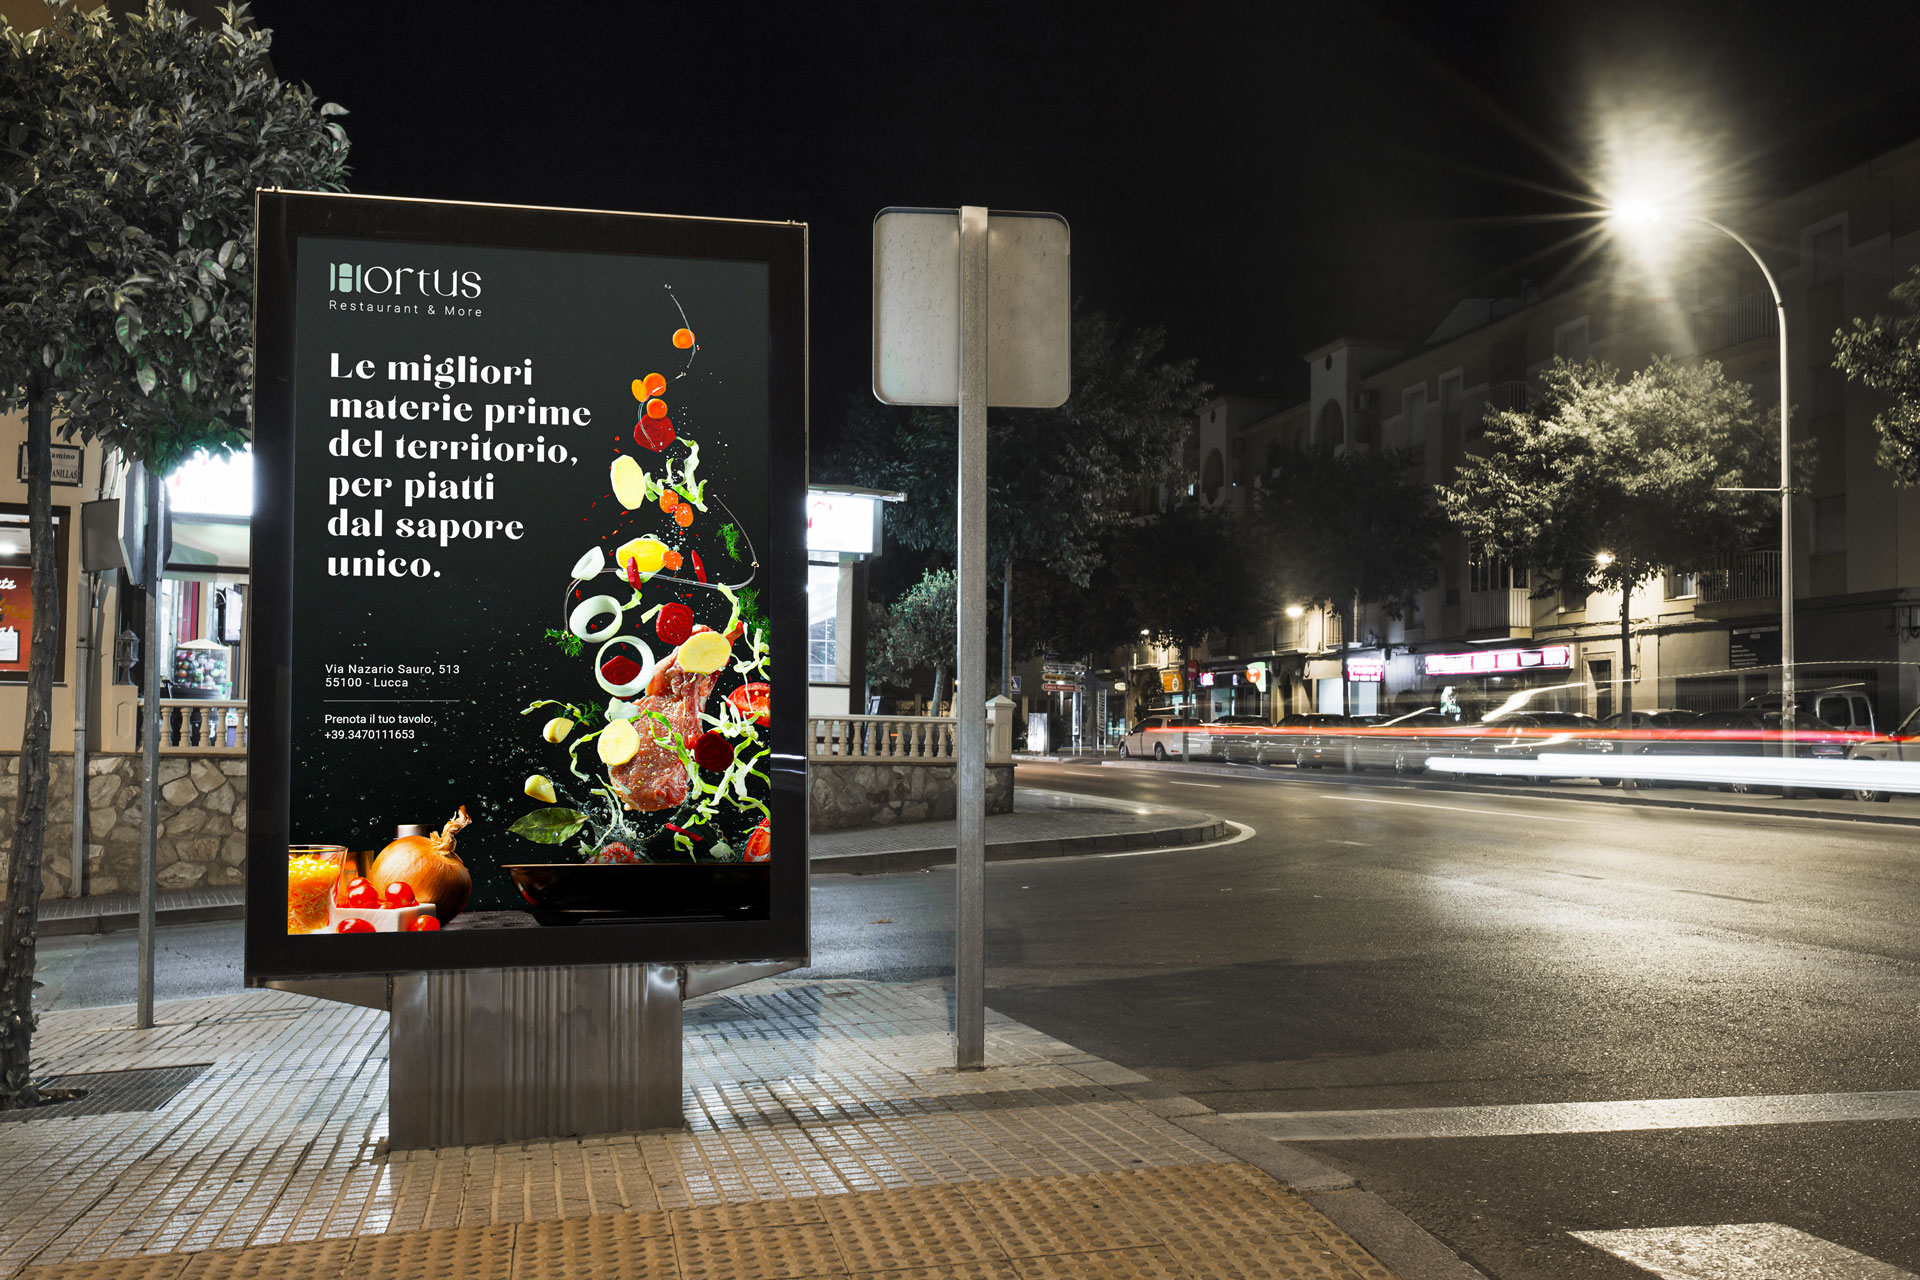 Hortus
Restaurant & More
Le migliori
materie prime
del territorio,
per piatti
dal sapore
unico.
Via Nazario Sauro, 513
55100 - Lucca
Prenota il tuo tavolo:
+39.3470111653